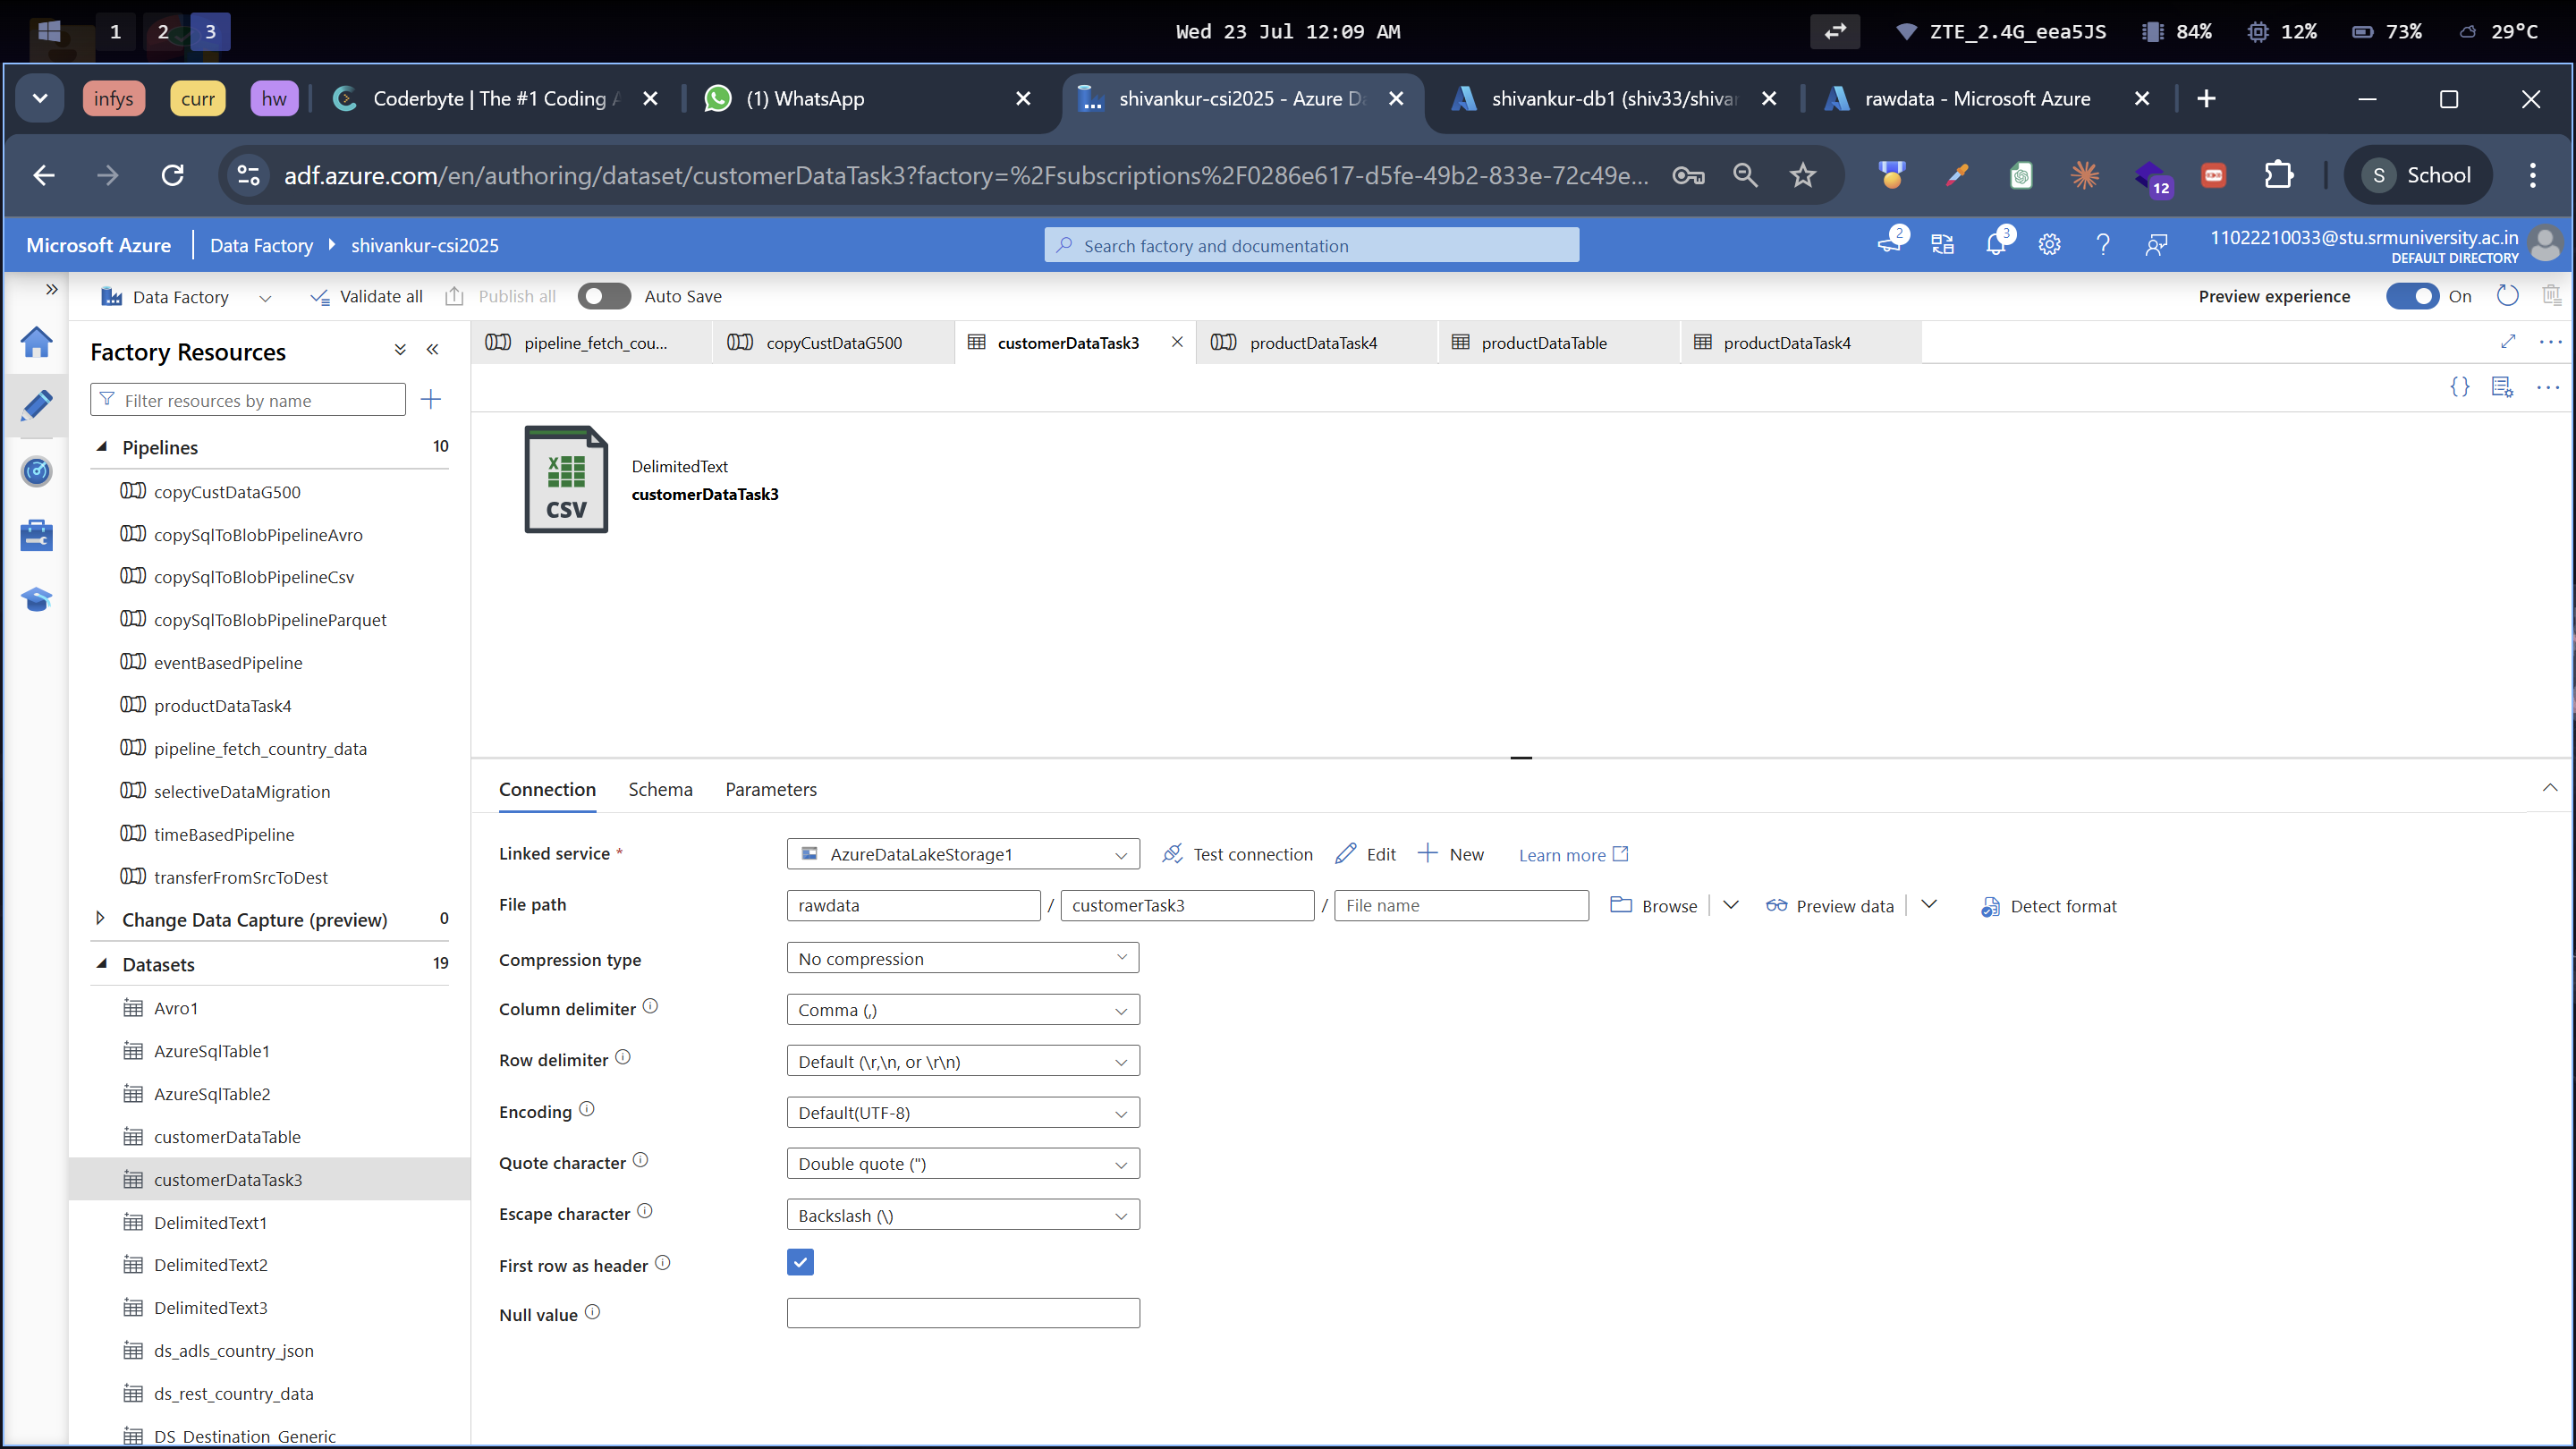 1 2 3
Wed 23 Jul 12:09 AM
ZTE_2.4G_eea5JS 84% 12% 73% 29°C
infys curr hw Coderbyte | The #1 Coding A (1) WhatsApp shivankur-csi2025 - Azure Da shivankur-db1 (shiv33/shivan rawdata - Microsoft Azure
adf.azure.com/en/authoring/dataset/customerDataTask3?factory=%2Fsubscriptions%2F0286e617-d5fe-49b2-833e-72c49e... 12 S School
Microsoft Azure Data Factory shivankur-csi2025 Search factory and documentation 2 3 11022210033@stu.srmuniversity.ac.in
DEFAULT DIRECTORY
Data Factory Validate all Publish all Auto Save Preview experience On
Factory Resources
Filter resources by name
Pipelines 10
copyCustDataG500
copySqlToBlobPipelineAvro
copySqlToBlobPipelineCsv
copySqlToBlobPipelineParquet
eventBasedPipeline
productDataTask4
pipeline_fetch_country_data
selectiveDataMigration
timeBasedPipeline
transferFromSrcToDest
Change Data Capture (preview) 0
Datasets 19
Avro1
AzureSqlTable1
AzureSqlTable2
customerDataTable
customerDataTask3
DelimitedText1
DelimitedText2
DelimitedText3
ds_adls_country_json
ds_rest_country_data
DS_Destination_Generic
pipeline_fetch_cou... copyCustDataG500 customerDataTask3 productDataTask4 productDataTable productDataTask4
X
CSV
DelimitedText
customerDataTask3
Connection Schema Parameters
Linked service * AzureDataLakeStorage1 Test connection Edit New Learn more
File path rawdata / customerTask3 / File name Browse Preview data Detect format
Compression type No compression
Column delimiter Comma (,)
Row delimiter Default (\r,\n, or \r\n)
Encoding Default(UTF-8)
Quote character Double quote (")
Escape character Backslash (\)
First row as header
Null value